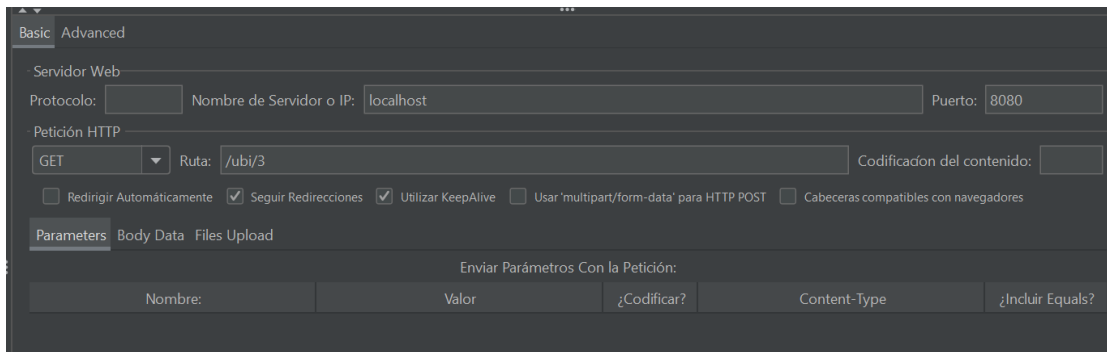 Basic Advanced
Servidor Web
Protocolo: Nombre de Servidor o IP: localhost Puerto: 8080
Petición HTTP
GET Ruta: /ubi/3 Codificacíon del contenido:
Redirigir Automáticamente Seguir Redirecciones Utilizar KeepAlive Usar 'multipart/form-data' para HTTP POST Cabeceras compatibles con navegadores
Parameters Body Data Files Upload
Enviar Parámetros Con la Petición:
Nombre: Valor ¿Codificar? Content-Type ¿Incluir Equals?